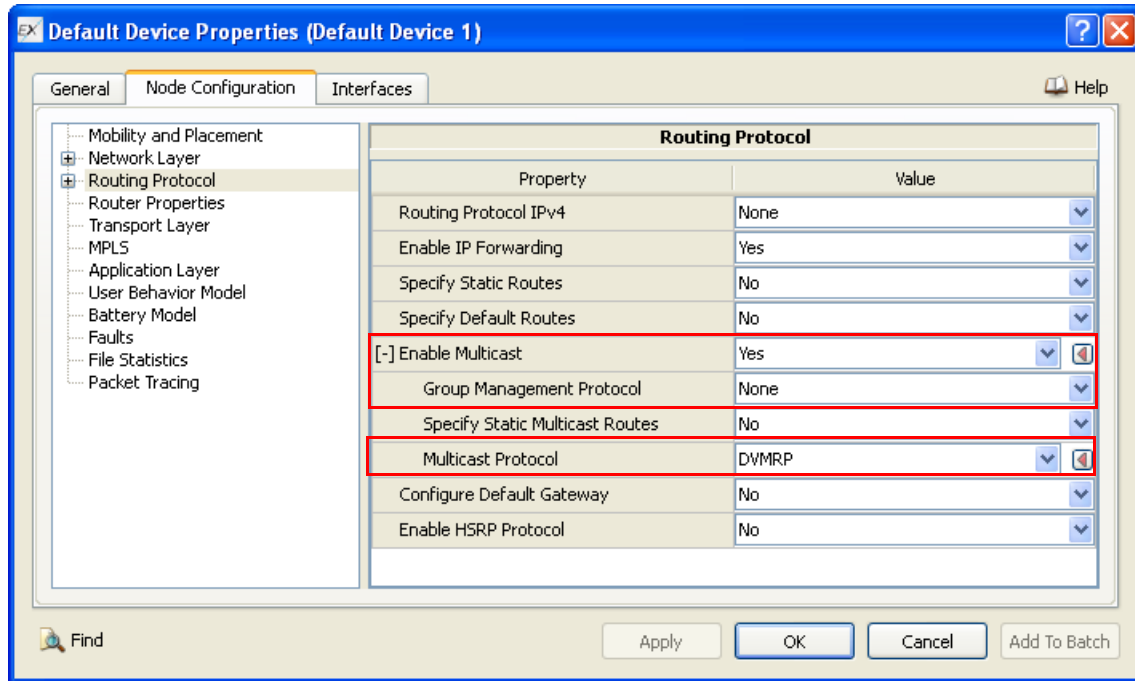 EX Default Device Properties (Default Device 1)
General Node Configuration Interfaces Help
Mobility and Placement
Network Layer
Routing Protocol
Router Properties
Transport Layer
MPLS
Application Layer
User Behavior Model
Battery Model
Faults
File Statistics
Packet Tracing
Routing Protocol
Property Value
Routing Protocol IPv4 None
Enable IP Forwarding Yes
Specify Static Routes No
Specify Default Routes No
[-] Enable Multicast Yes
Group Management Protocol None
Specify Static Multicast Routes No
Multicast Protocol DVMRP
Configure Default Gateway No
Enable HSRP Protocol No
Find Apply OK Cancel Add To Batch